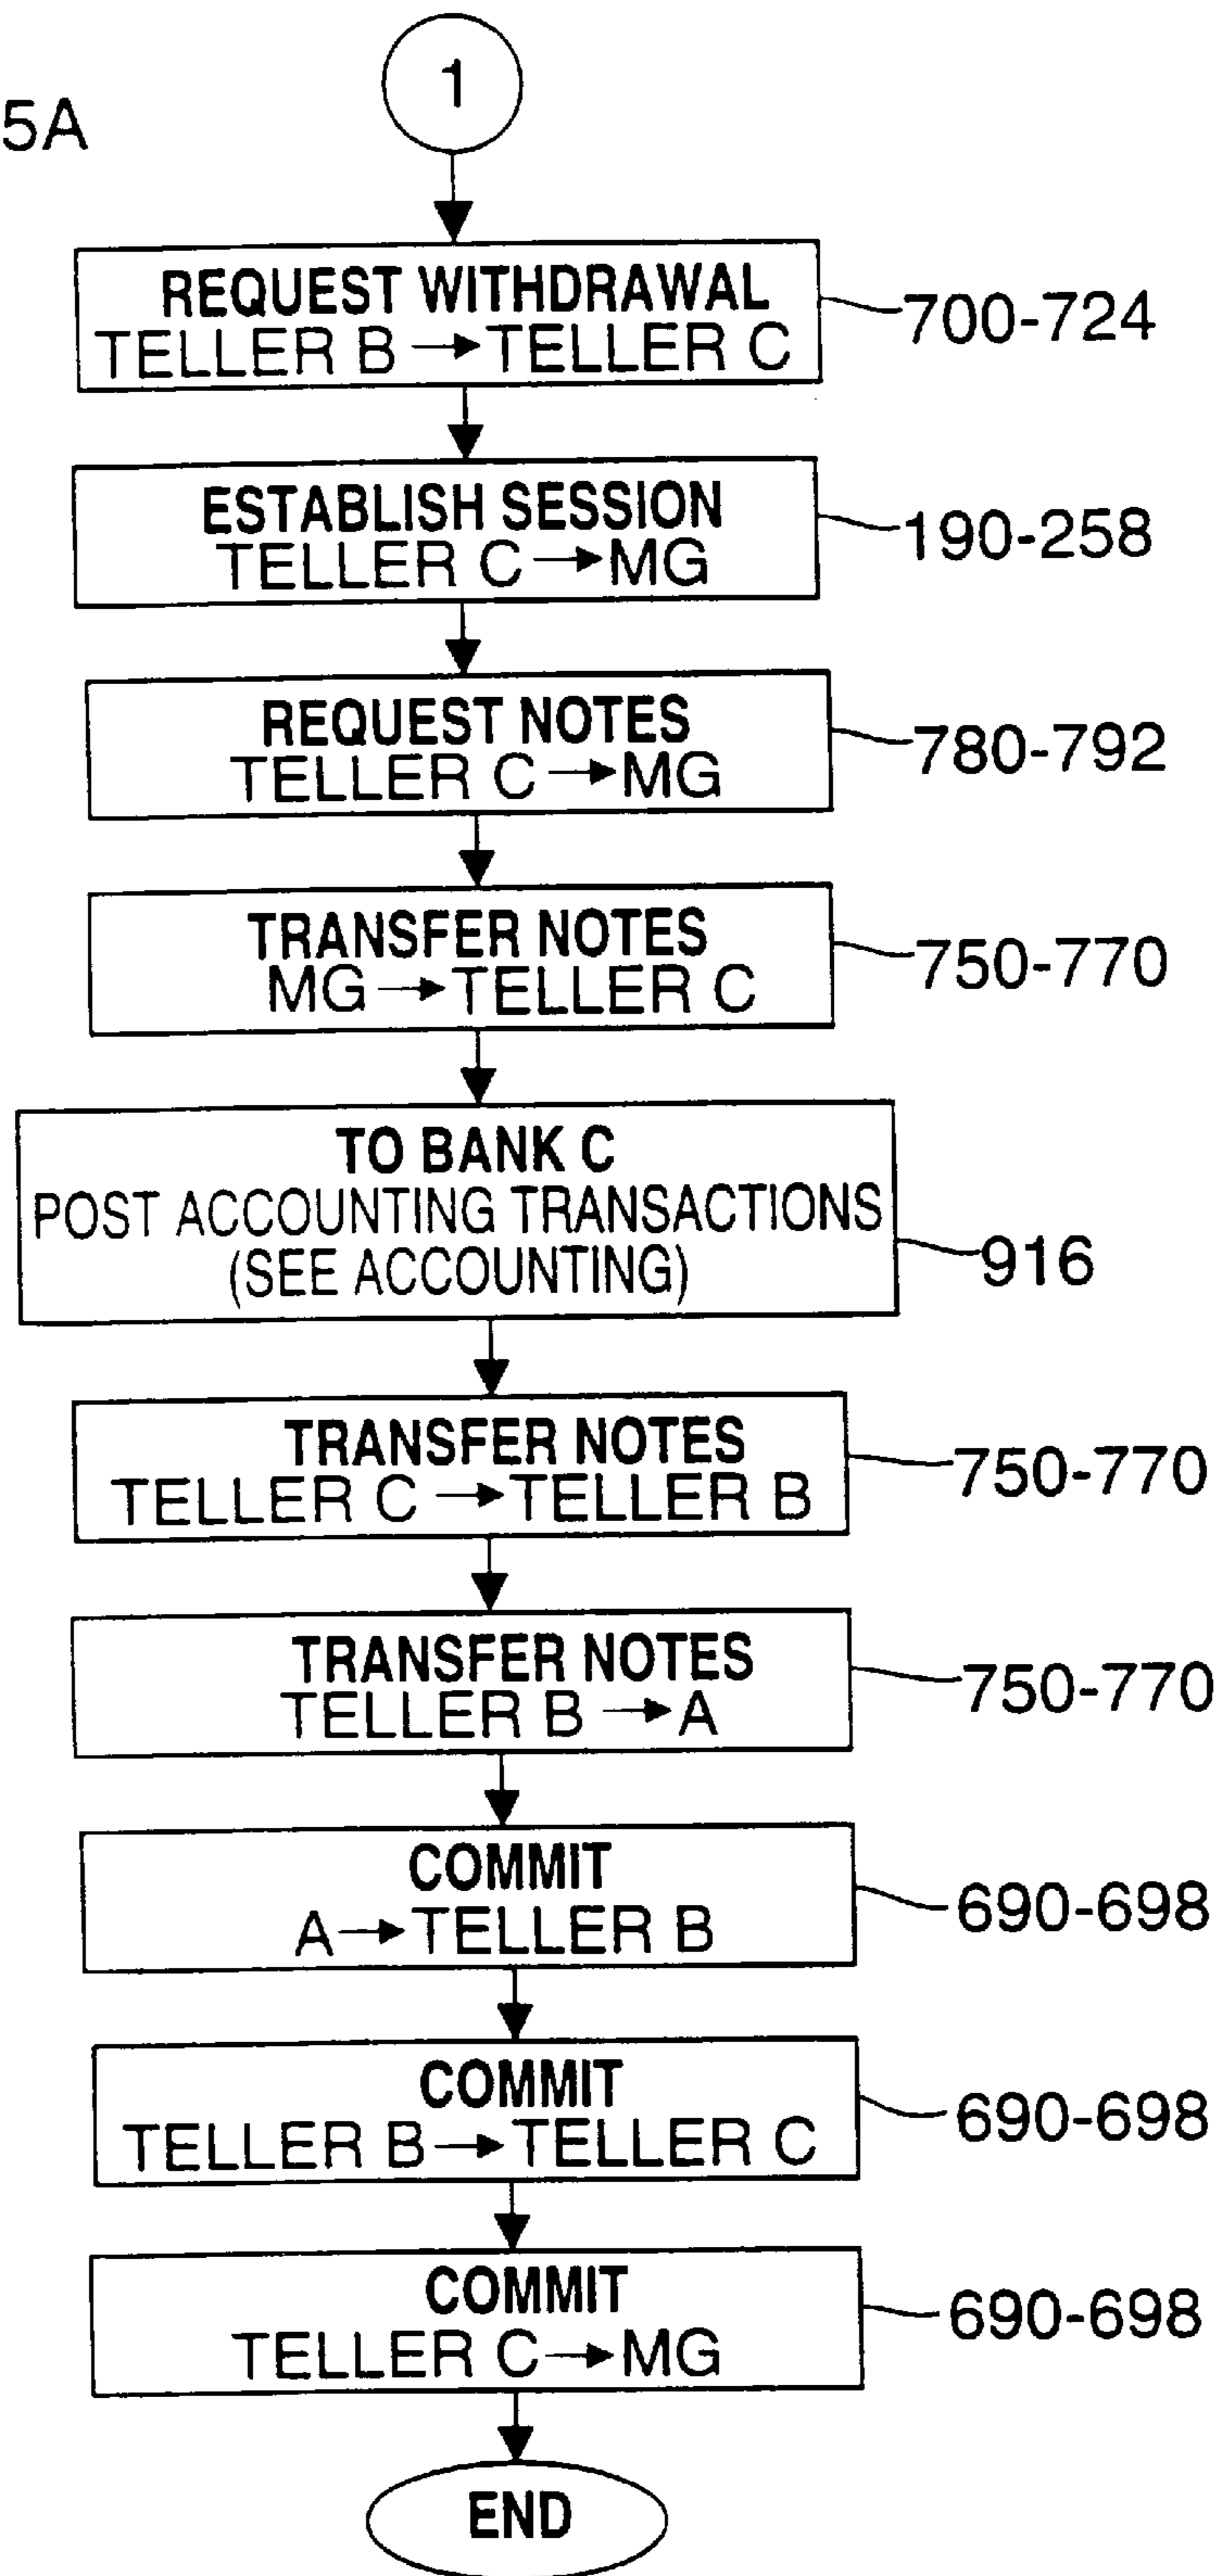 1
5A
REQUEST WITHDRAWAL
TELLER B → TELLER C
700-724
ESTABLISH SESSION
TELLER C → MG
190-258
REQUEST NOTES
TELLER C → MG
780-792
TRANSFER NOTES
MG → TELLER C
750-770
TO BANK C
POST ACCOUNTING TRANSACTIONS
(SEE ACCOUNTING)
916
TRANSFER NOTES
TELLER C → TELLER B
750-770
TRANSFER NOTES
TELLER B → A
750-770
COMMIT
A → TELLER B
690-698
COMMIT
TELLER B → TELLER C
690-698
COMMIT
TELLER C → MG
690-698
END